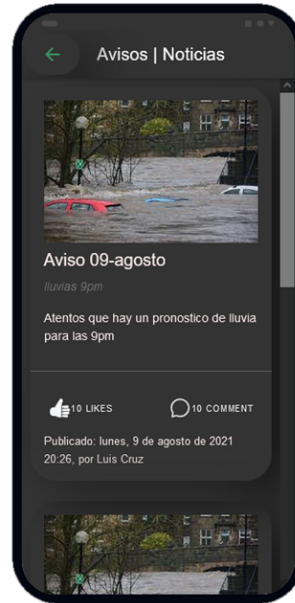 Avisos | Noticias
Aviso 09-agosto
lluvias 9pm
Atentos que hay un pronostico de lluvia
para las 9pm
10 LIKES
10 COMMENT
Publicado: lunes, 9 de agosto de 2021
20:26, por Luis Cruz